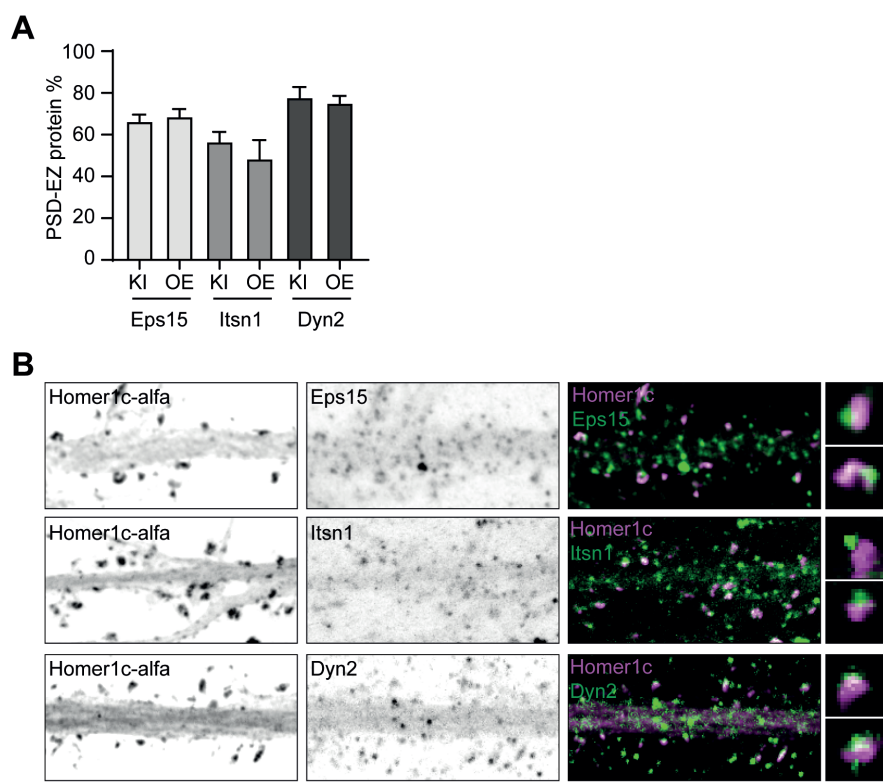 A
PSD-EZ protein %
100
80
60
40
20
0
KI OE KI OE KI OE
Eps15 Itsn1 Dyn2
B
Homer1c-alfa
Eps15
Homer1c
Eps15
Homer1c-alfa
Itsn1
Homer1c
Itsn1
Homer1c-alfa
Dyn2
Homer1c
Dyn2